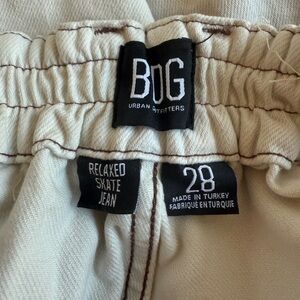 BDG
URBAN OUTFITTERS
RELAXED
SKATE
JEAN
28
MADE IN TURKEY
FABRIQUE EN TURQUIE